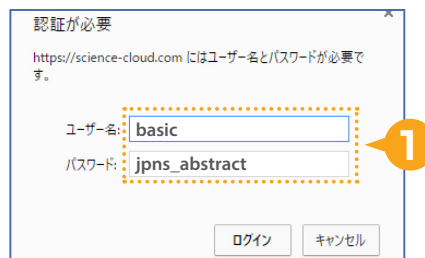 認証が必要
×
https://science-cloud.com にはユーザー名とパスワードが必要で
す。
ユーザー名: basic
パスワード: jpns_abstract
1
ログイン キャンセル